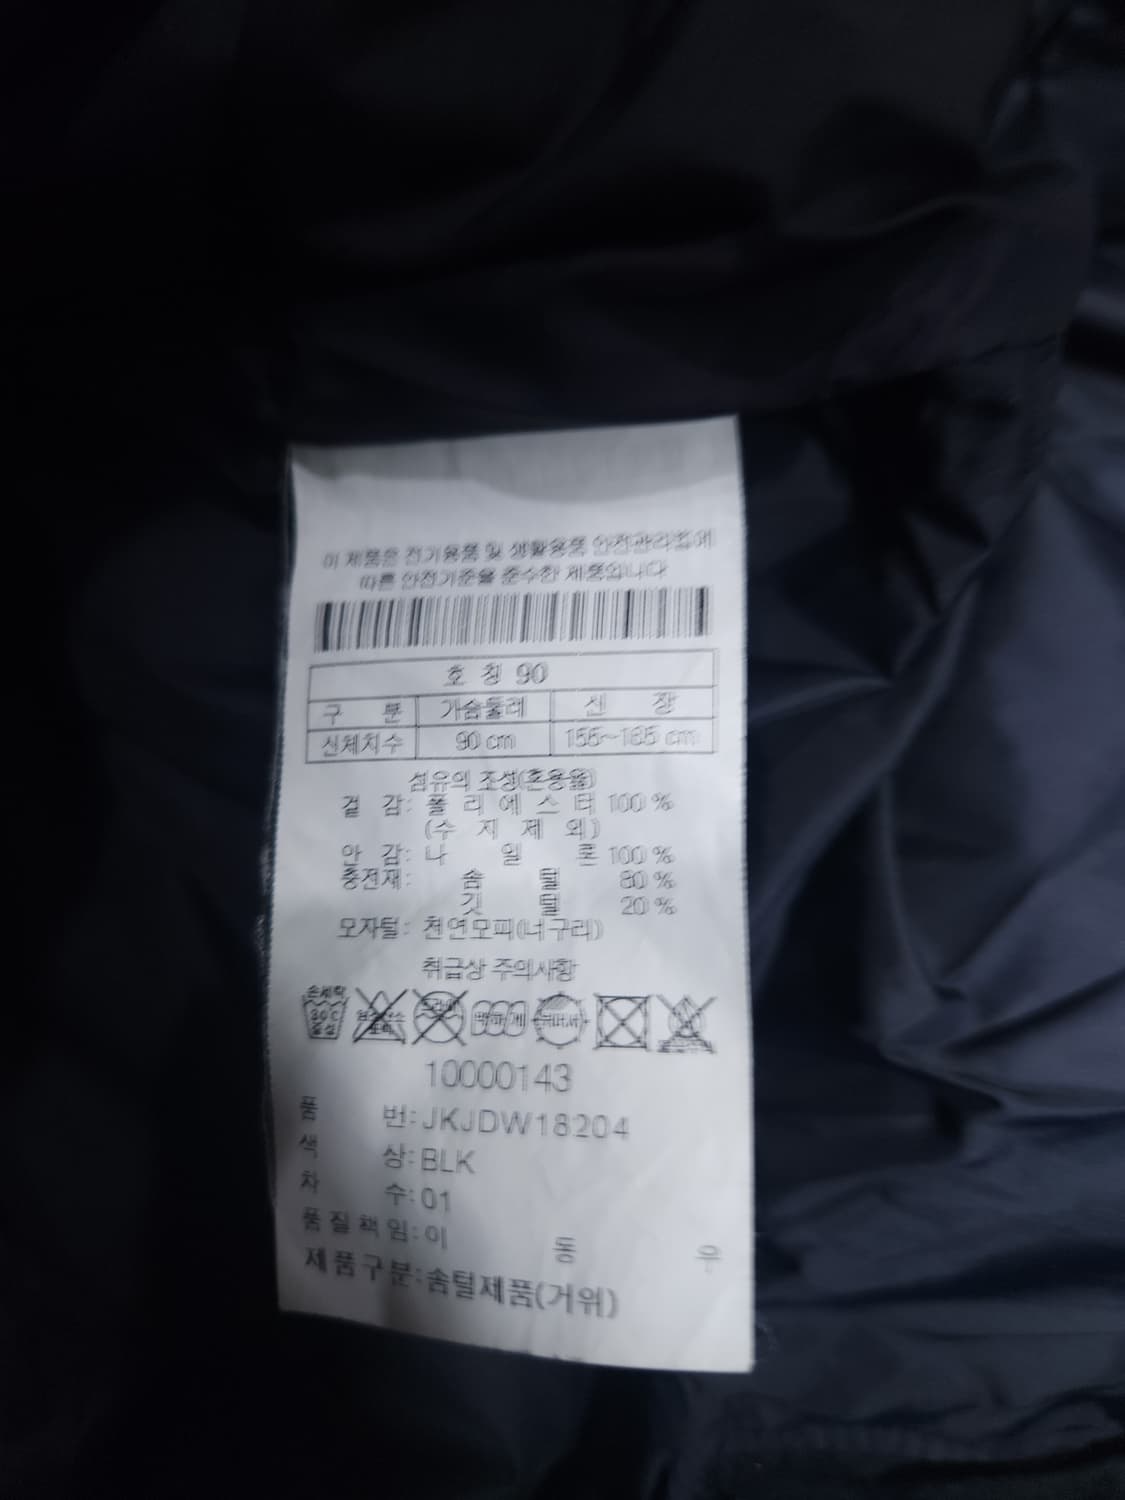 이 제품은 전기용품 및 생활용품 안전관리법에
따른 안전기준을 준수한 제품입니다
호 칭 90
구 분 가슴둘레 신 장
신체치수 90 cm 155~165 cm
섬유의 조성(혼용율)
겉 감: 폴 리 에 스 터 100 %
(수 지 제 외)
안 감: 나 일 론 100 %
충전재: 솜 털 80 %
깃 털 20 %
모자털: 천연모피(너구리)
취급상 주의사항
손세탁
30℃
중성
10000143
품 번: JKJDW18204
색 상: BLK
차 수: 01
품질책임: 이 동 우
제품구분: 솜털제품(거위)